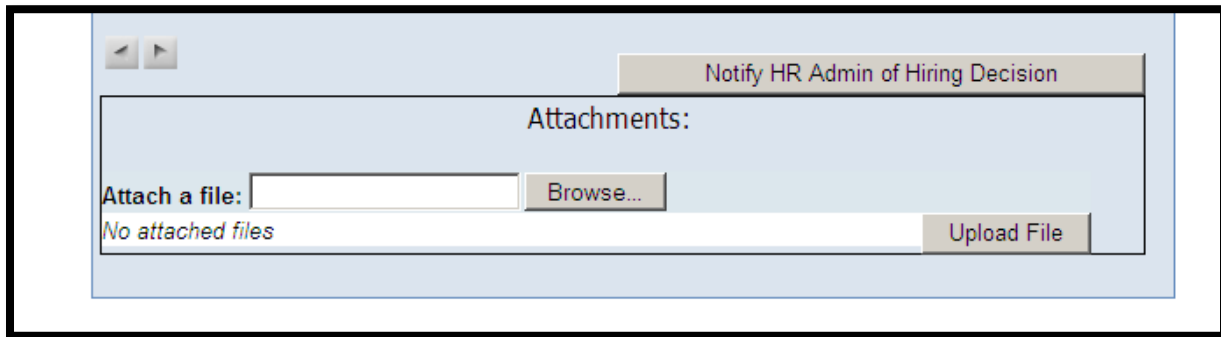 Notify HR Admin of Hiring Decision
Attachments:
Attach a file: Browse...
No attached files Upload File